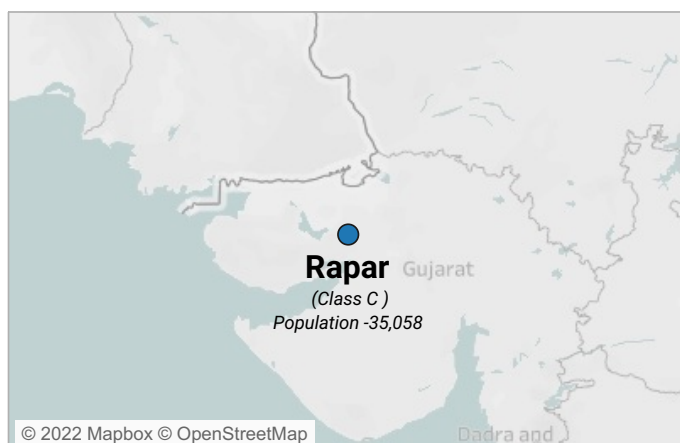 Rapar
Gujarat
(Class C )
Population -35,058
© 2022 Mapbox © OpenStreetMap
Dadra and